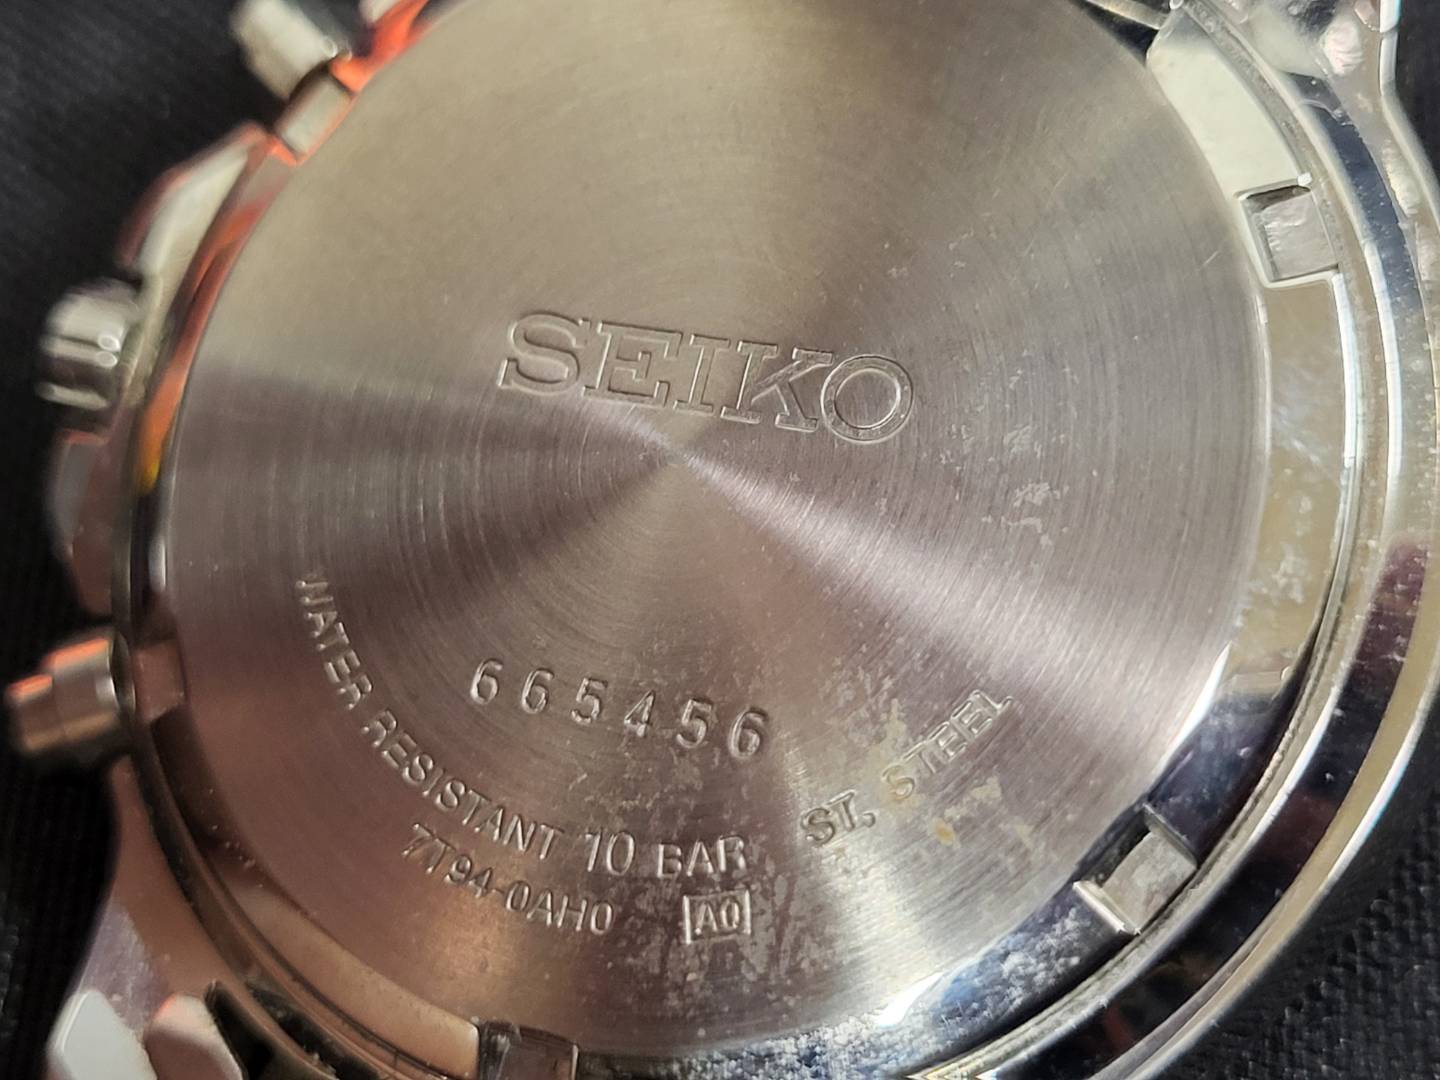 SEIKO
665456
WATER RESISTANT 10 BAR ST. STEEL
7T94-0AH0 A0